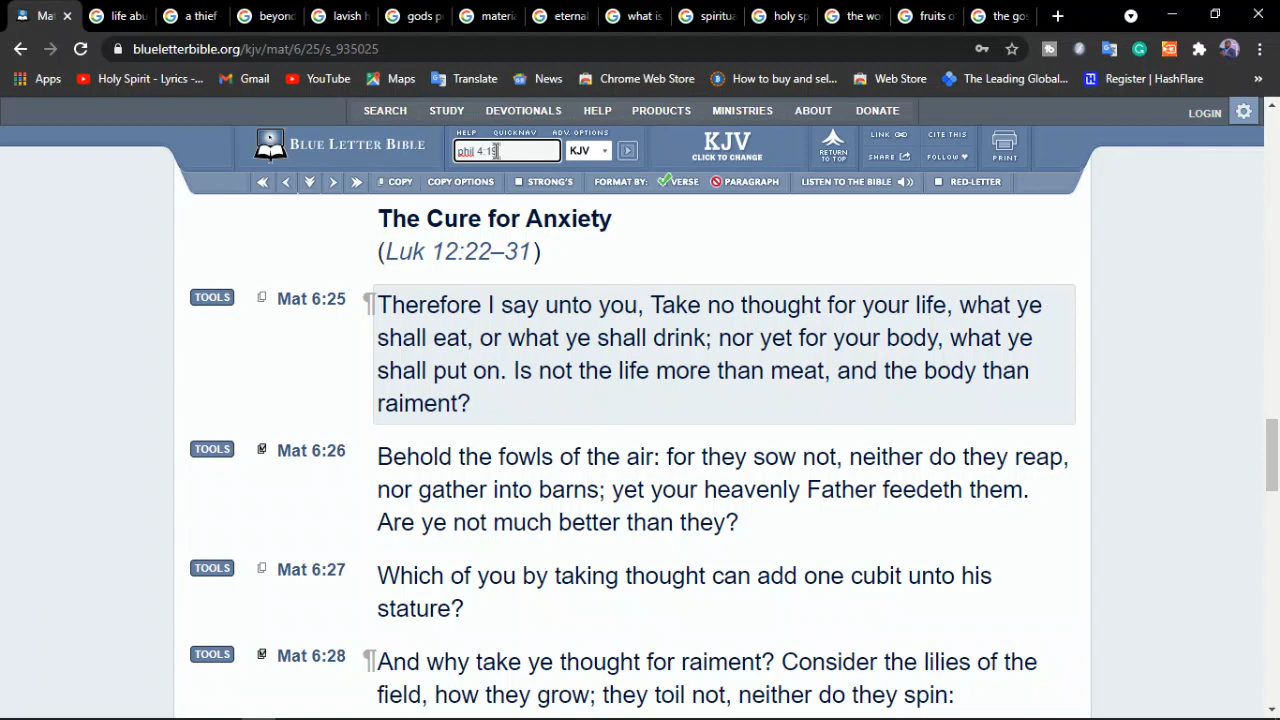 Mat
life abu
a thief
beyond
lavish h
gods p
materia
eternal
what is
spiritua
holy sp
the wo
fruits o
the gos
blueletterbible.org/kjv/mat/6/25/s_935025
Apps
Holy Spirit - Lyrics -...
Gmail
YouTube
Maps
Translate
News
Chrome Web Store
How to buy and sel...
Web Store
The Leading Global...
Register | HashFlare
»
SEARCH STUDY DEVOTIONALS HELP PRODUCTS MINISTRIES ABOUT DONATE
LOGIN
BLUE LETTER BIBLE
HELP QUICKNAV ADV. OPTIONS
phil 4:19
KJV
KJV
CLICK TO CHANGE
RETURN
TO TOP
LINK
CITE THIS
SHARE
FOLLOW
PRINT
COPY COPY OPTIONS STRONG'S FORMAT BY: VERSE PARAGRAPH LISTEN TO THE BIBLE RED-LETTER
The Cure for Anxiety
(Luk 12:22–31)
TOOLS Mat 6:25 ¶Therefore I say unto you, Take no thought for your life, what ye
shall eat, or what ye shall drink; nor yet for your body, what ye
shall put on. Is not the life more than meat, and the body than
raiment?
TOOLS Mat 6:26 Behold the fowls of the air: for they sow not, neither do they reap,
nor gather into barns; yet your heavenly Father feedeth them.
Are ye not much better than they?
TOOLS Mat 6:27 Which of you by taking thought can add one cubit unto his
stature?
TOOLS Mat 6:28 ¶And why take ye thought for raiment? Consider the lilies of the
field, how they grow; they toil not, neither do they spin: